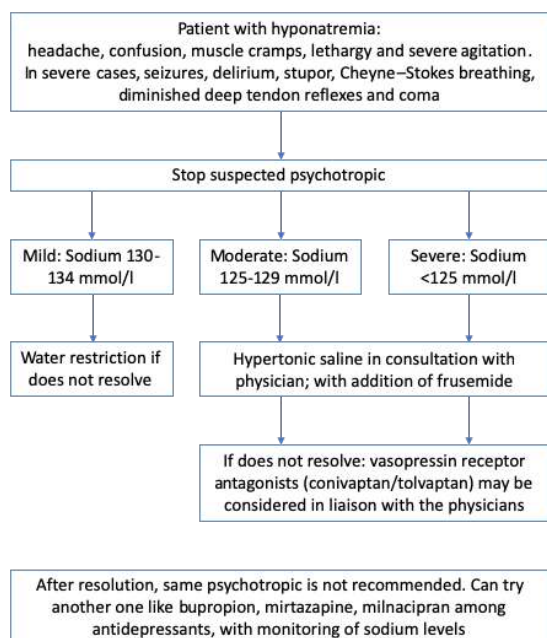 Patient with hyponatremia:
headache, confusion, muscle cramps, lethargy and severe agitation.
In severe cases, seizures, delirium, stupor, Cheyne–Stokes breathing,
diminished deep tendon reflexes and coma
Stop suspected psychotropic
Mild: Sodium 130-
134 mmol/l
Moderate: Sodium
125-129 mmol/l
Severe: Sodium
<125 mmol/l
Water restriction if
does not resolve
Hypertonic saline in consultation with
physician; with addition of frusemide
If does not resolve: vasopressin receptor
antagonists (conivaptan/tolvaptan) may be
considered in liaison with the physicians
After resolution, same psychotropic is not recommended. Can try
another one like bupropion, mirtazapine, milnacipran among
antidepressants, with monitoring of sodium levels